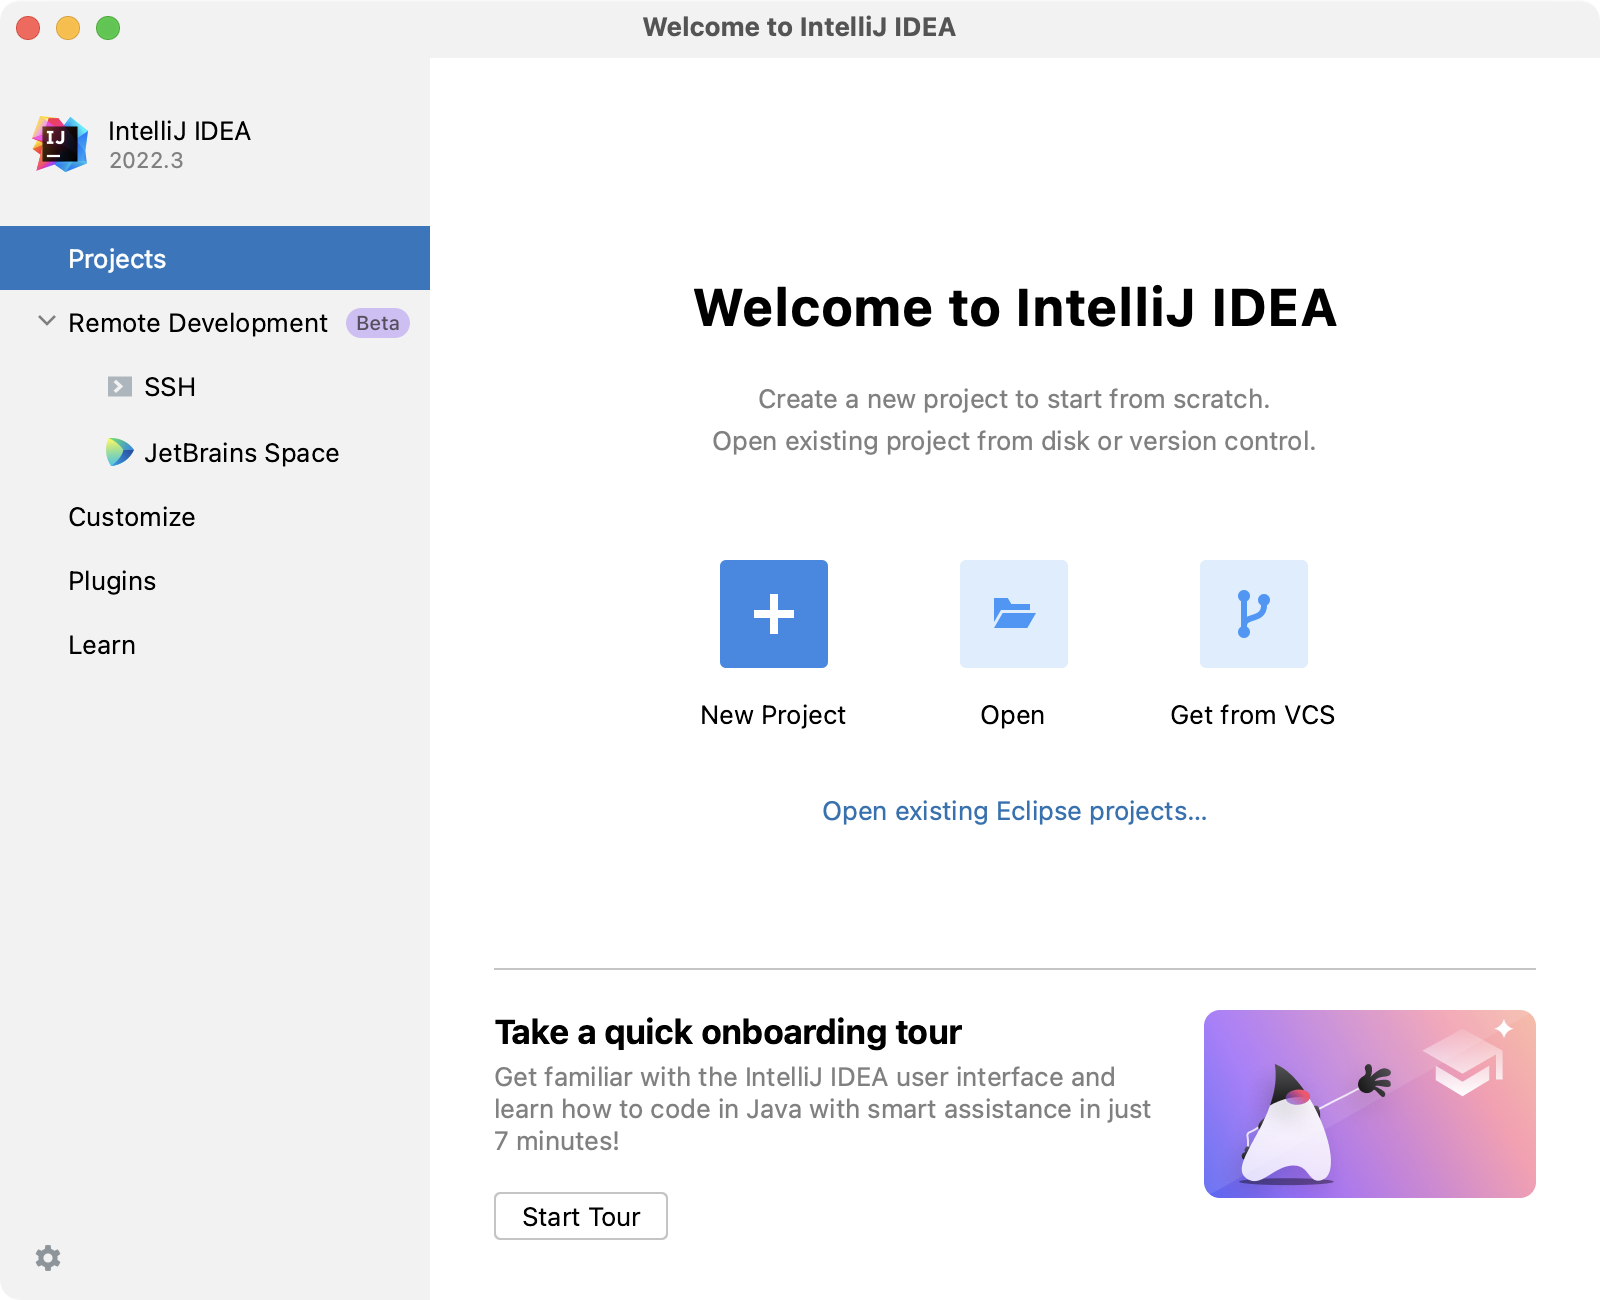 Welcome to IntelliJ IDEA
IJ
IntelliJ IDEA
2022.3
Projects
Remote Development Beta
SSH
JetBrains Space
Customize
Plugins
Learn
Welcome to IntelliJ IDEA
Create a new project to start from scratch.
Open existing project from disk or version control.
New Project
Open
Get from VCS
Open existing Eclipse projects...
Take a quick onboarding tour
Get familiar with the IntelliJ IDEA user interface and
learn how to code in Java with smart assistance in just
7 minutes!
Start Tour